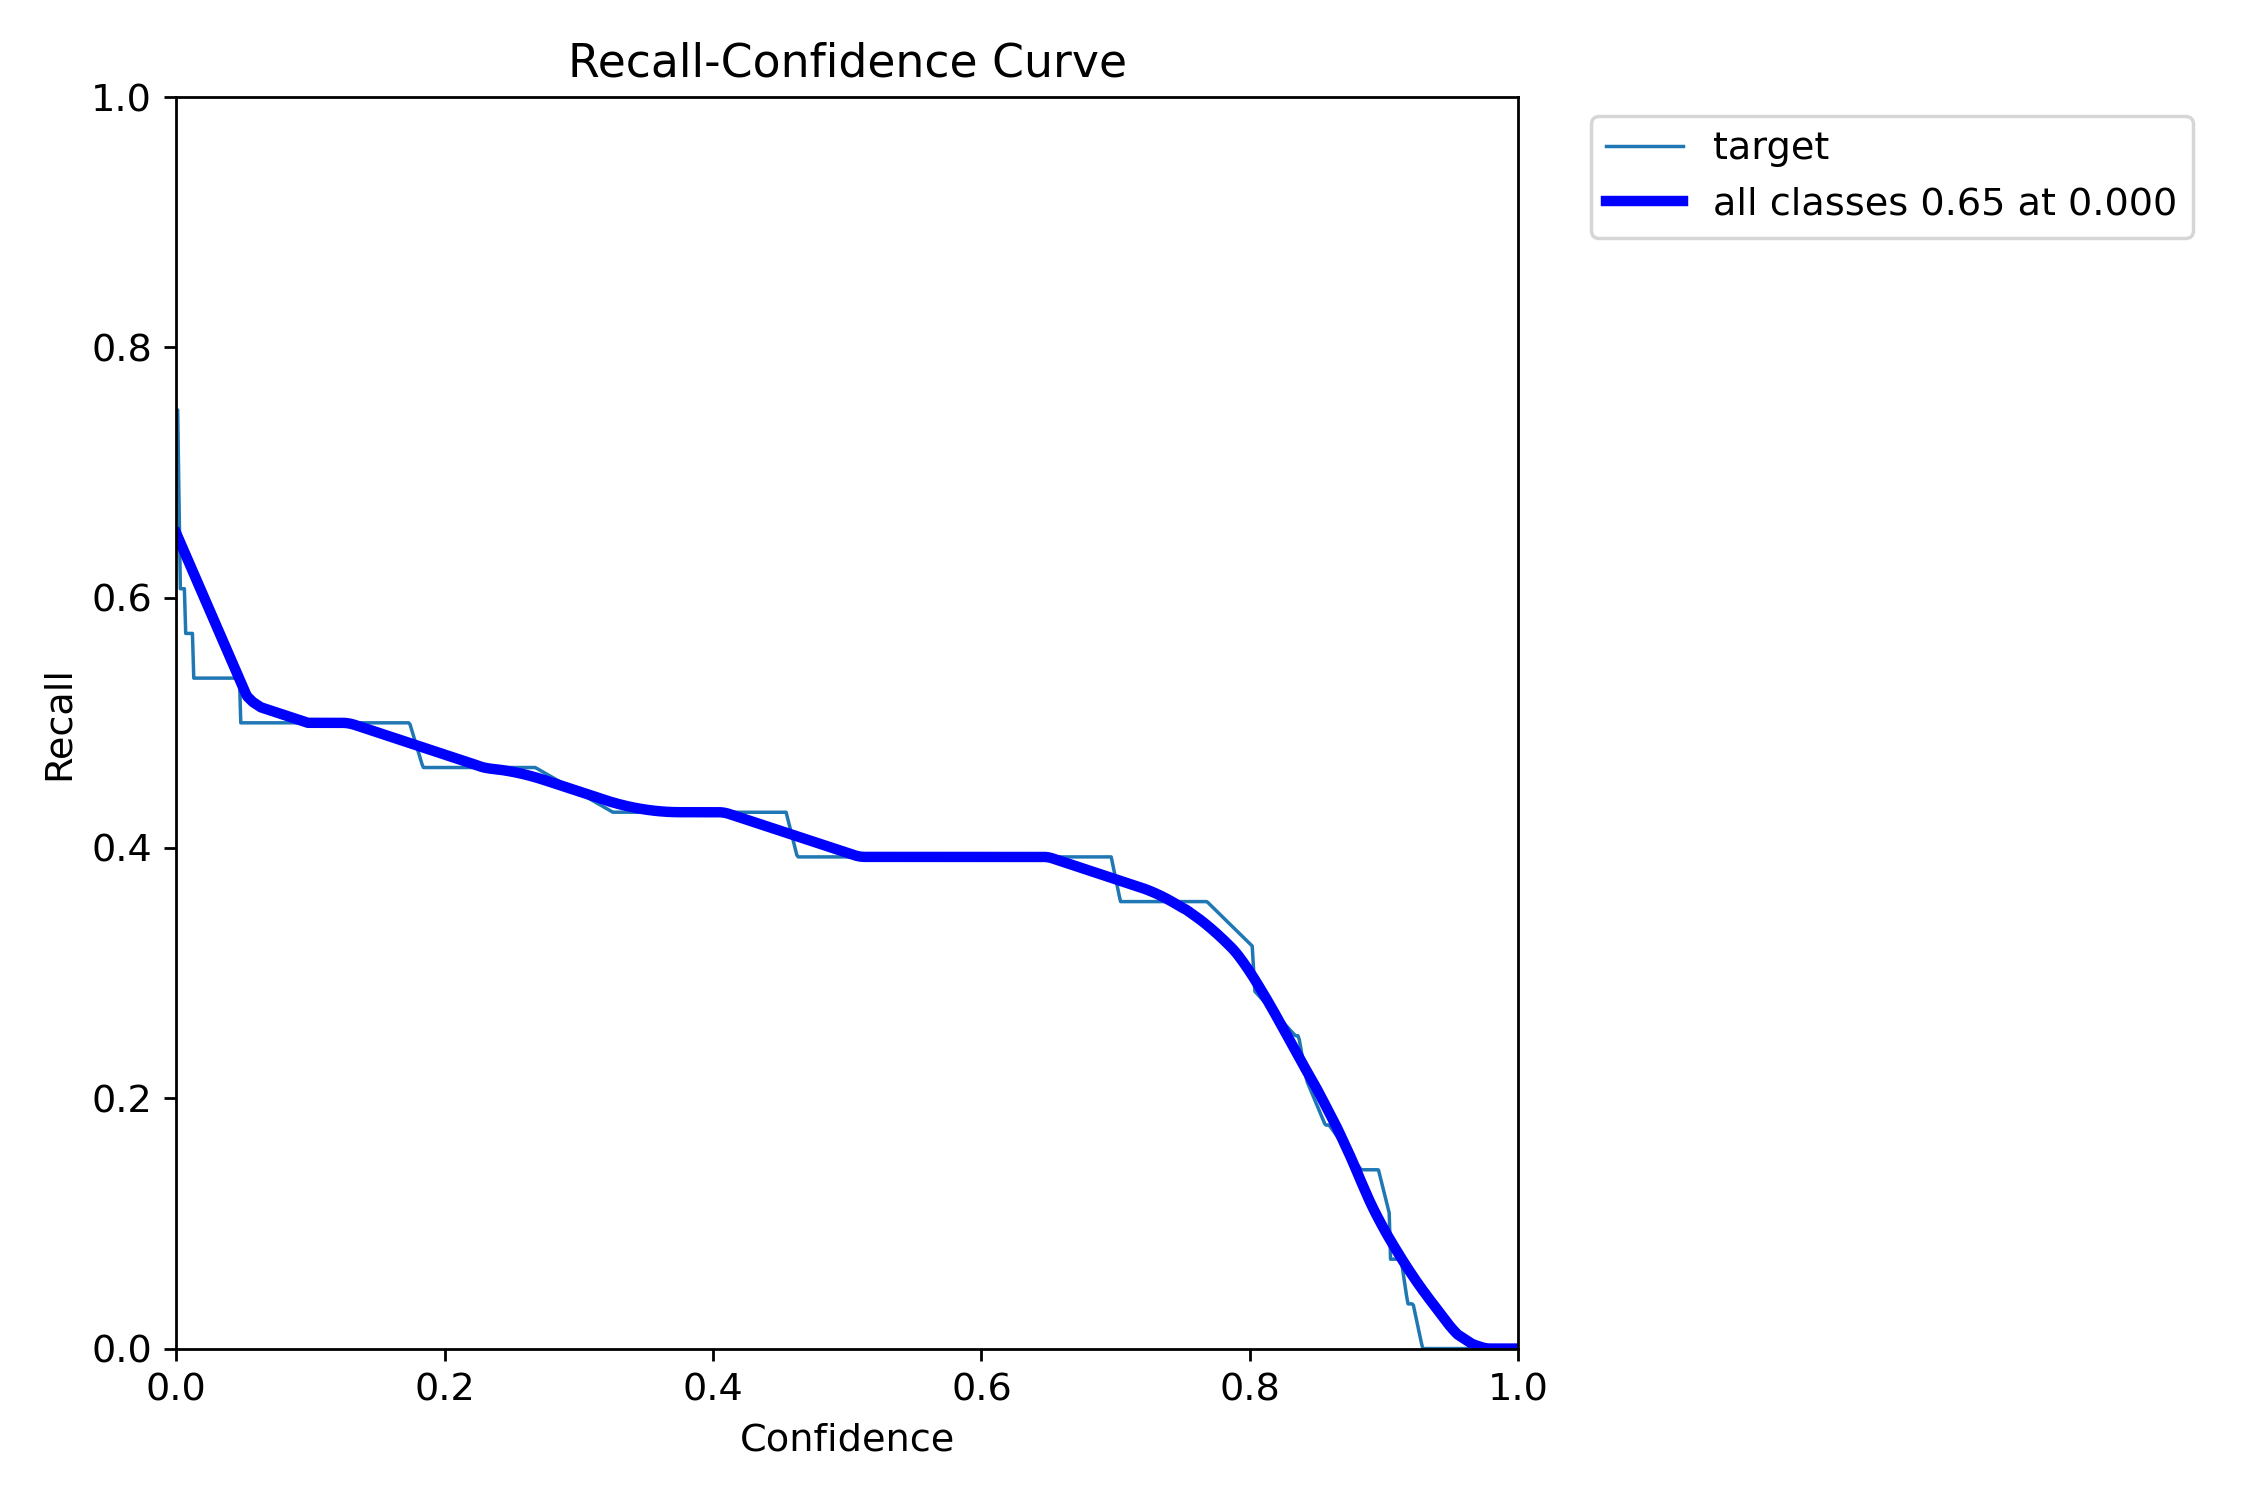 Recall-Confidence Curve
1.0
0.8
0.6
0.4
0.2
0.0
Recall
0.0 0.2 0.4 0.6 0.8 1.0
Confidence
target
all classes 0.65 at 0.000